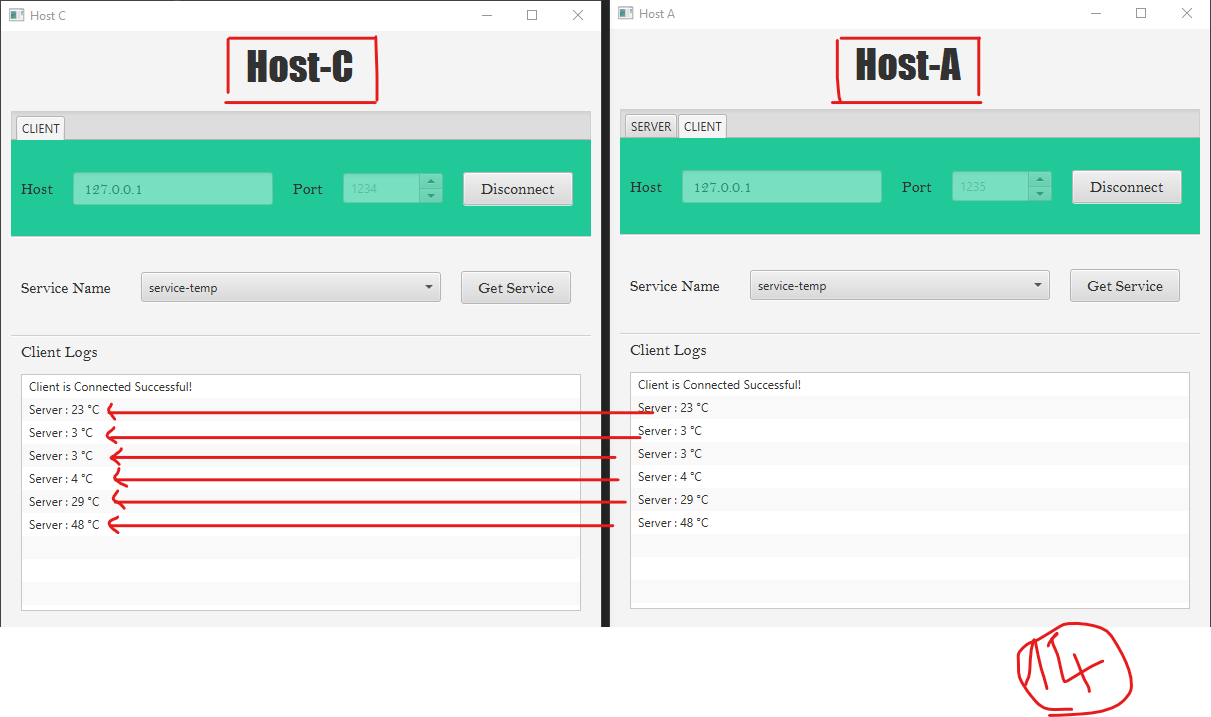 Host C
Host-C
CLIENT
Host 127.0.0.1 Port 1234 Disconnect
Service Name service-temp Get Service
Client Logs
Client is Connected Successful!
Server : 23 °C
Server : 3 °C
Server : 3 °C
Server : 4 °C
Server : 29 °C
Server : 48 °C
Host A
Host-A
SERVER CLIENT
Host 127.0.0.1 Port 1235 Disconnect
Service Name service-temp Get Service
Client Logs
Client is Connected Successful!
Server : 23 °C
Server : 3 °C
Server : 3 °C
Server : 4 °C
Server : 29 °C
Server : 48 °C
14